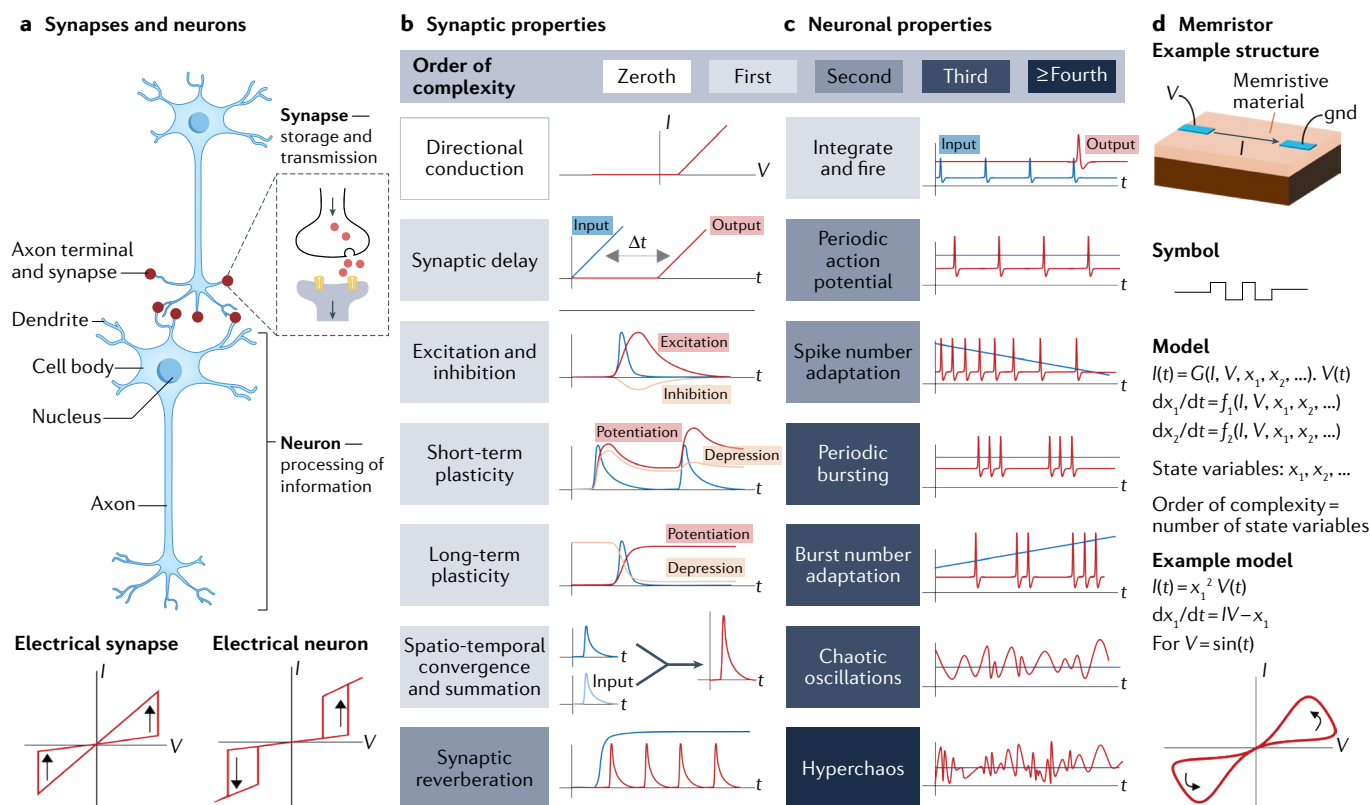 a Synapses and neurons
Synapse —
storage and
transmission
Axon terminal
and synapse
Dendrite
Cell body
Nucleus
Neuron —
processing of
information
Axon
Electrical synapse
I
V
Electrical neuron
I
V
b Synaptic properties
c Neuronal properties
Order of
complexity
Zeroth
First
Second
Third
≥Fourth
Directional
conduction
I
V
Synaptic delay
Input
Δt
Output
t
Excitation and
inhibition
Excitation
Inhibition
t
Short-term
plasticity
Potentiation
Depression
t
Long-term
plasticity
Potentiation
Depression
t
Spatio-temporal
convergence
and summation
t
Input
t
t
Synaptic
reverberation
t
Integrate
and fire
Input
Output
t
Periodic
action
potential
t
Spike number
adaptation
t
Periodic
bursting
t
Burst number
adaptation
t
Chaotic
oscillations
t
Hyperchaos
t
d Memristor
Example structure
Memristive
material
V
gnd
I
Symbol
Model
I(t) = G(I, V, x₁, x₂, ...). V(t)
dx₁/dt = f₁(I, V, x₁, x₂, ...)
dx₂/dt = f₂(I, V, x₁, x₂, ...)
State variables: x₁, x₂, ...
Order of complexity =
number of state variables
Example model
I(t) = x₁² V(t)
dx₁/dt = IV − x₁
For V = sin(t)
I
V